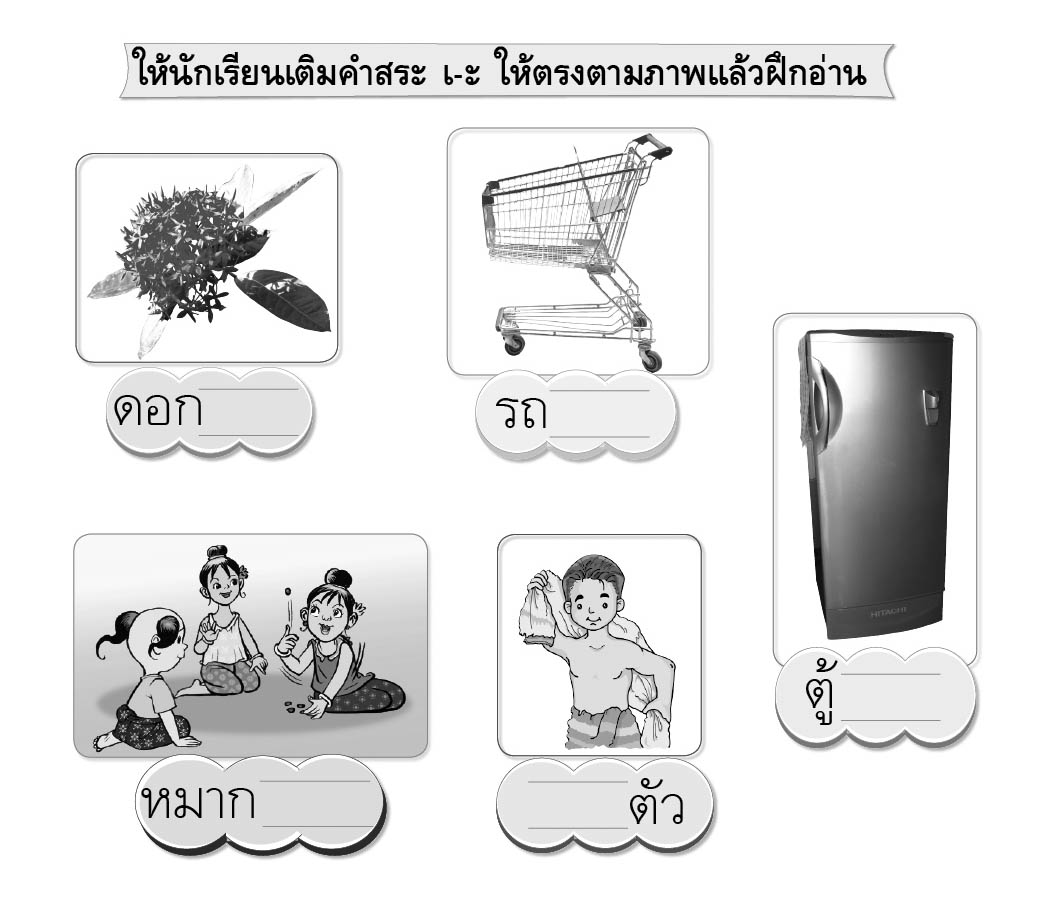 ให้นักเรียนเติมคำสระ เ-ะ ให้ตรงตามภาพแล้วฝึกอ่าน
ดอก
รถ
HITACHI
ตู้
หมาก
ตัว